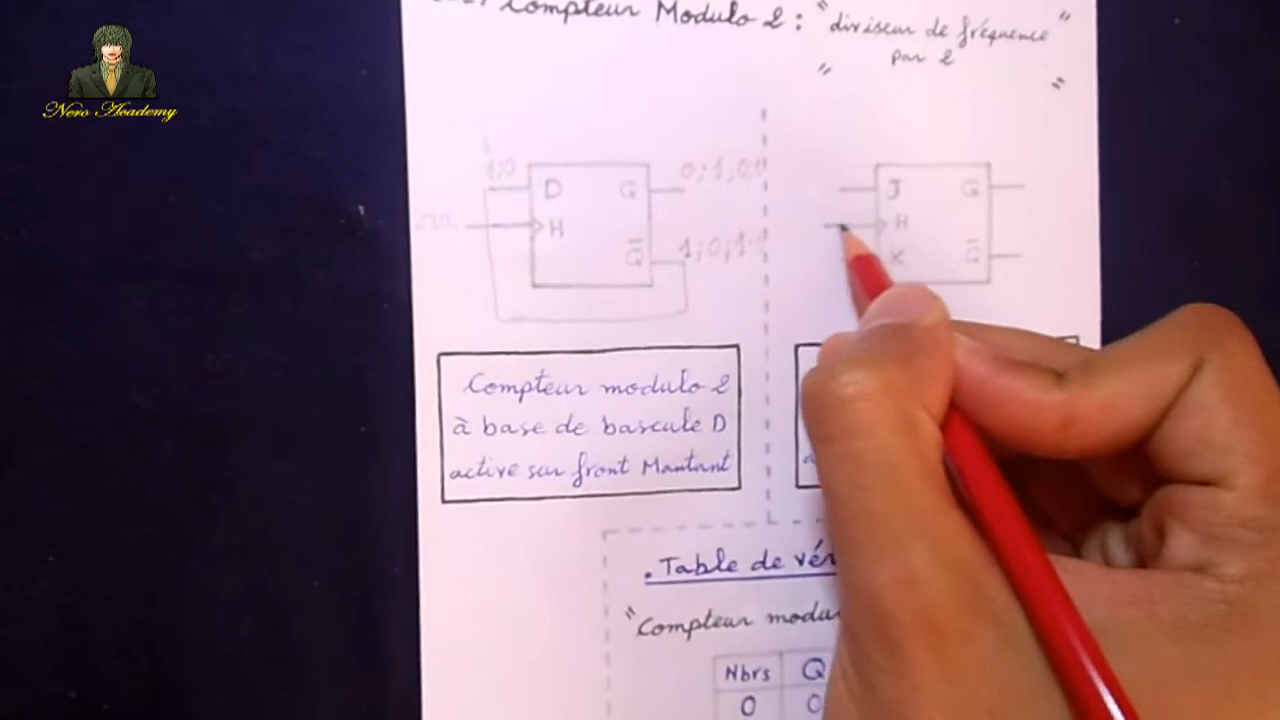 Nero Academy
Compteur Modulo 2 : "diviseur de fréquence
par 2"
1;0
D
Q
0;1,0;1
H
Q̅
1;0;1
J
Q
H
K
Q̅
Compteur modulo 2
à base de bascule D
active sur front Montant
. Table de vér
"Compteur modu
Nbrs Q
0 0